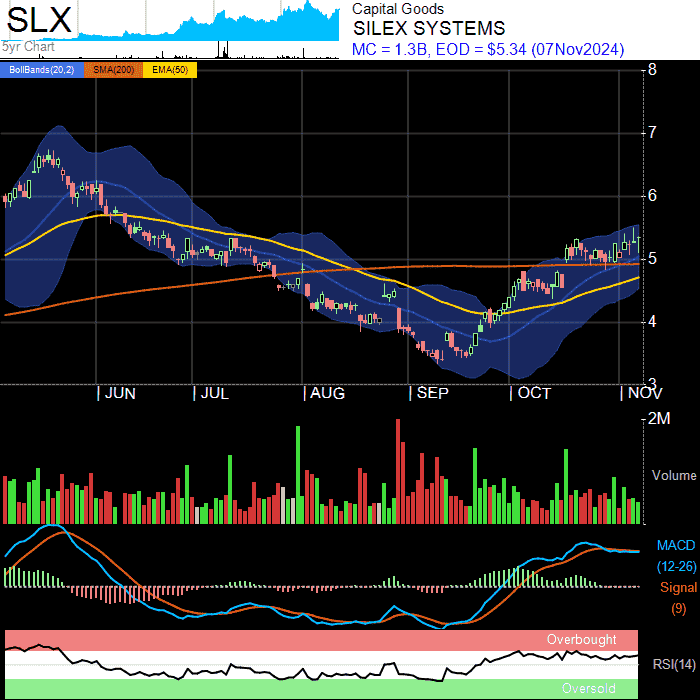 SLX
5yr Chart
Capital Goods
SILEX SYSTEMS
MC = 1.3B, EOD = $5.34 (07Nov2024)
BollBands(20,2) SMA(200) EMA(50)
8
7
6
5
4
3
JUN JUL AUG SEP OCT NOV
2M
Volume
MACD
(12-26)
Signal
(9)
Overbought
RSI(14)
Oversold